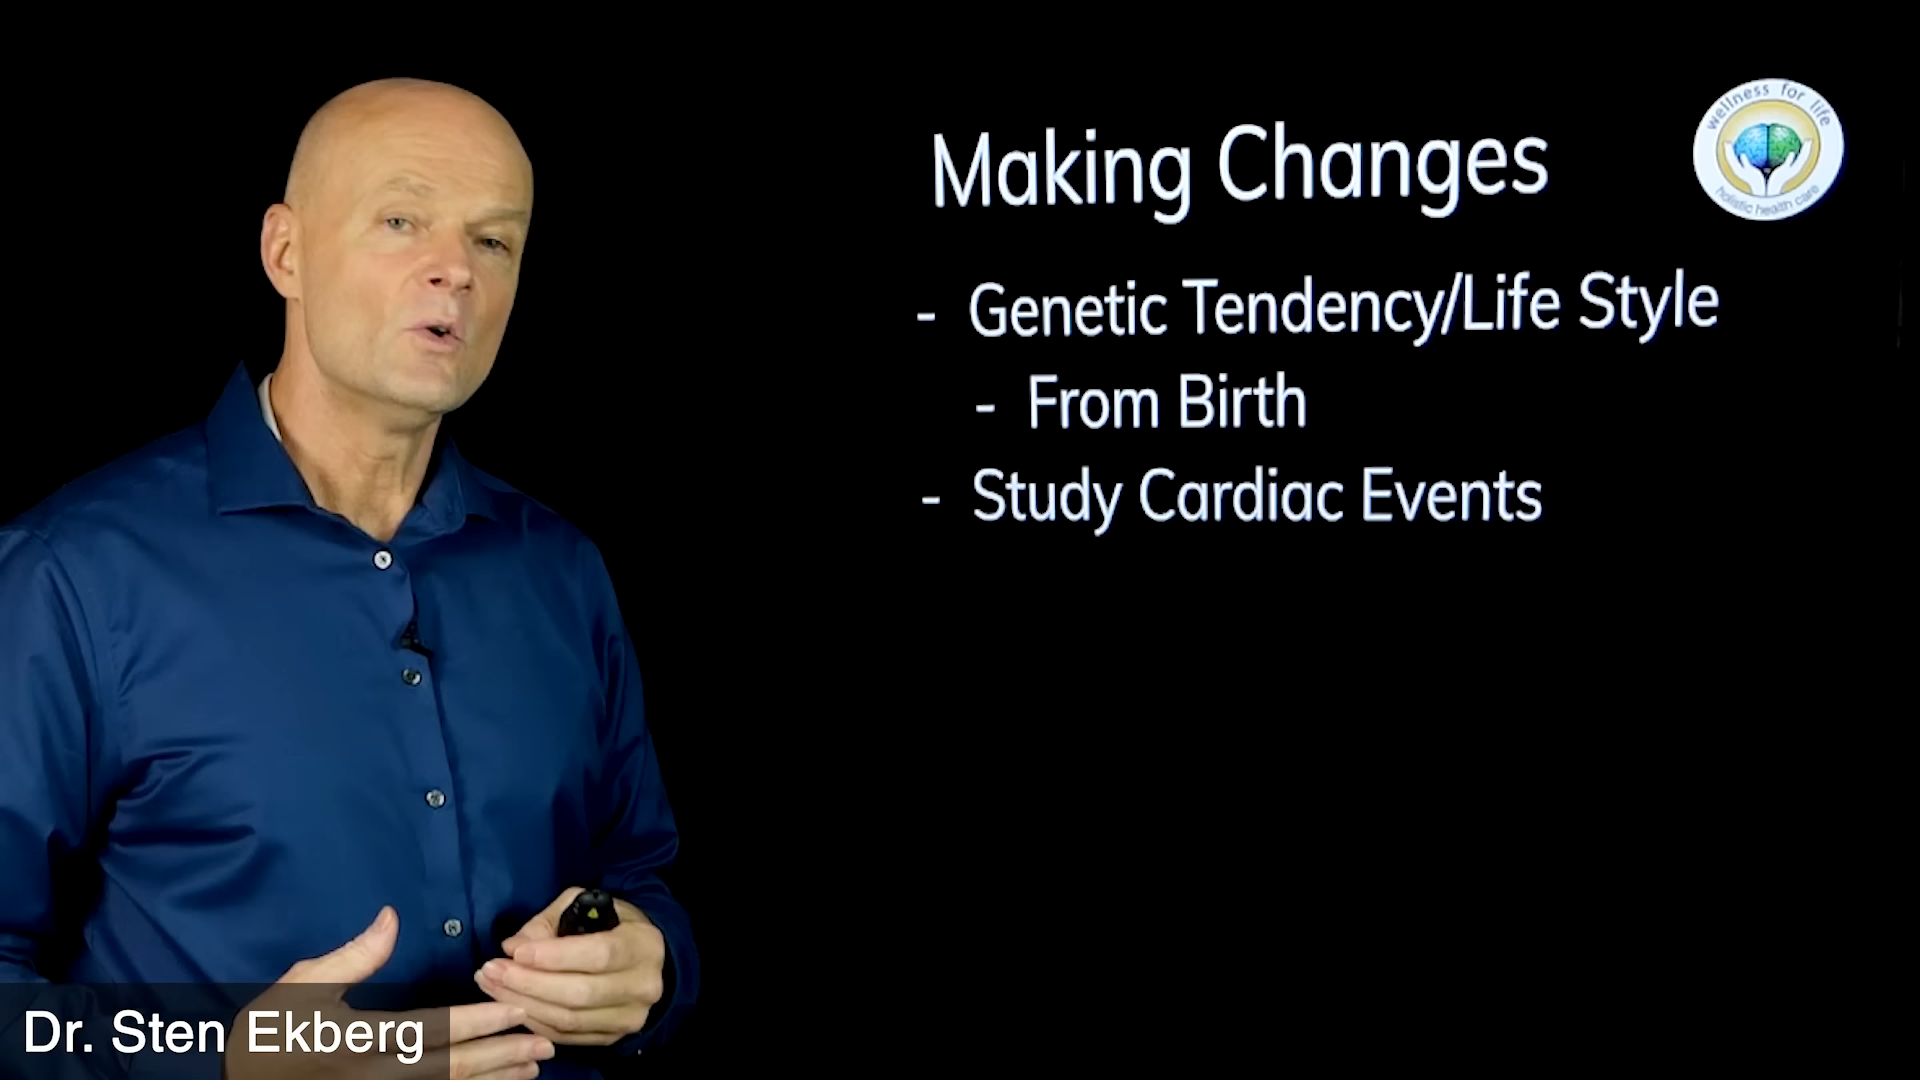 wellness for life
holistic health care
Making Changes
- Genetic Tendency/Life Style
- From Birth
- Study Cardiac Events
Dr. Sten Ekberg